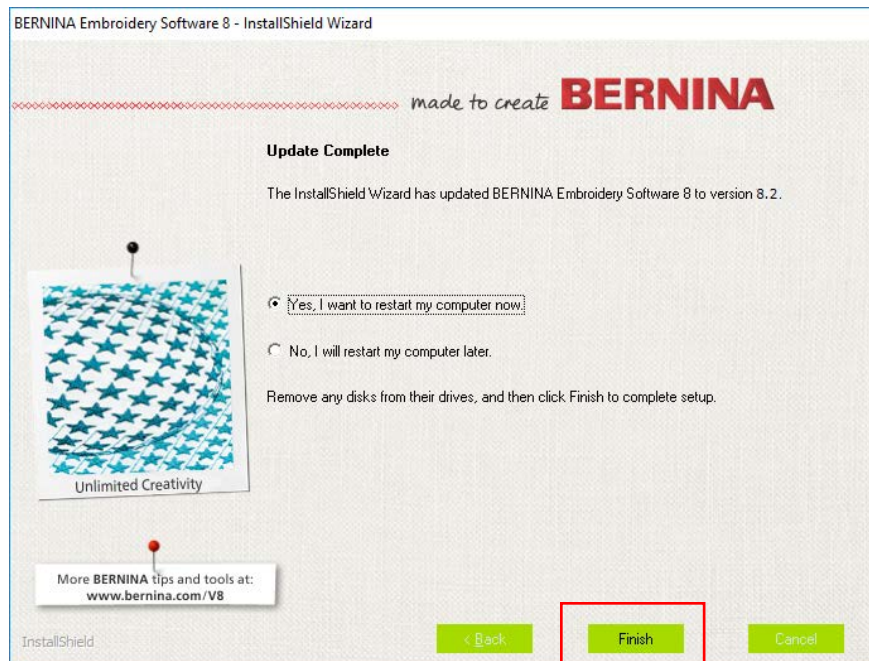 BERNINA Embroidery Software 8 - InstallShield Wizard
made to create BERNINA
Update Complete
The InstallShield Wizard has updated BERNINA Embroidery Software 8 to version 8.2.
Yes, I want to restart my computer now.
No, I will restart my computer later.
Remove any disks from their drives, and then click Finish to complete setup.
Unlimited Creativity
More BERNINA tips and tools at:
www.bernina.com/V8
InstallShield
< Back
Finish
Cancel